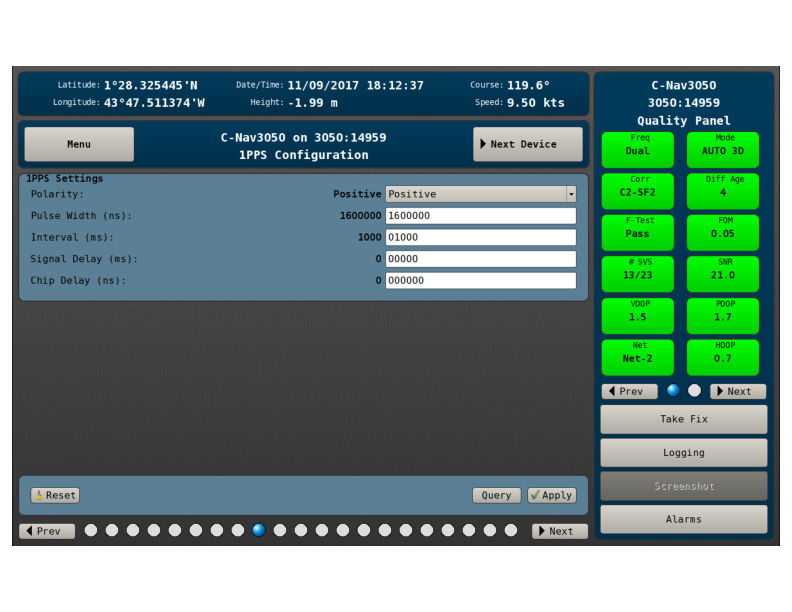 Latitude: 1°28.325445'N Date/Time: 11/09/2017 18:12:37 Course: 119.6°
Longitude: 43°47.511374'W Height: -1.99 m Speed: 9.50 kts
Menu
C-Nav3050 on 3050:14959
1PPS Configuration
Next Device
1PPS Settings
Polarity: Positive Positive
Pulse Width (ns): 1600000 1600000
Interval (ms): 1000 01000
Signal Delay (ms): 0 00000
Chip Delay (ns): 0 000000
Reset Query Apply
Prev Next
C-Nav3050
3050:14959
Quality Panel
Freq Mode
Dual AUTO 3D
Corr Diff Age
C2-SF2 4
F-Test FOM
Pass 0.05
# SVS SNR
13/23 21.0
VDOP PDOP
1.5 1.7
Net HDOP
Net-2 0.7
Prev Next
Take Fix
Logging
Screenshot
Alarms